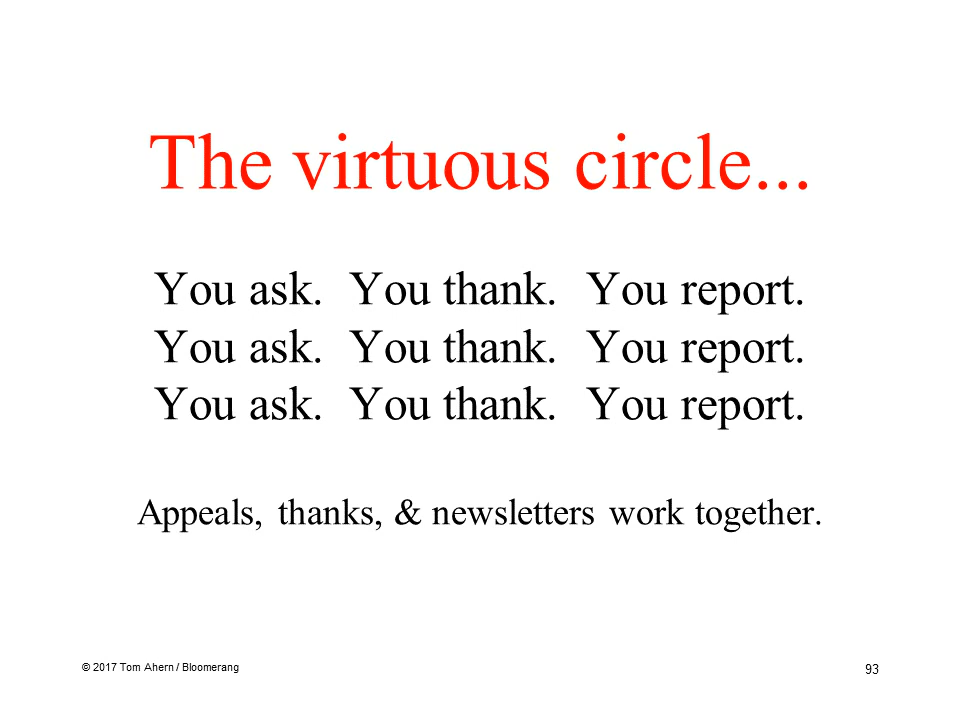 The virtuous circle...
You ask. You thank. You report.
You ask. You thank. You report.
You ask. You thank. You report.
Appeals, thanks, & newsletters work together.
© 2017 Tom Ahern / Bloomerang
93